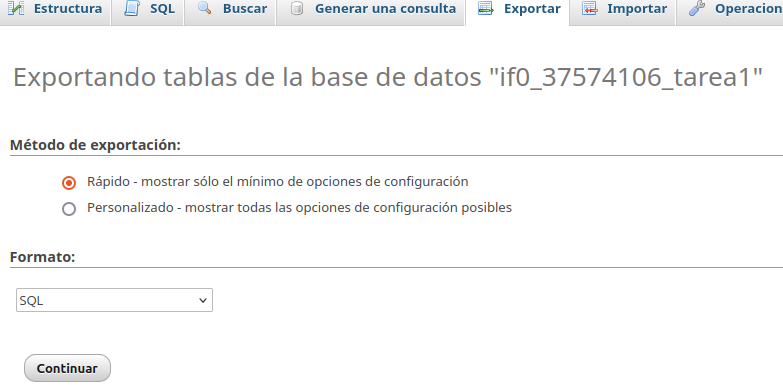 Estructura SQL Buscar Generar una consulta Exportar Importar Operacion
Exportando tablas de la base de datos "if0_37574106_tarea1"
Método de exportación:
Rápido - mostrar sólo el mínimo de opciones de configuración
Personalizado - mostrar todas las opciones de configuración posibles
Formato:
SQL
Continuar